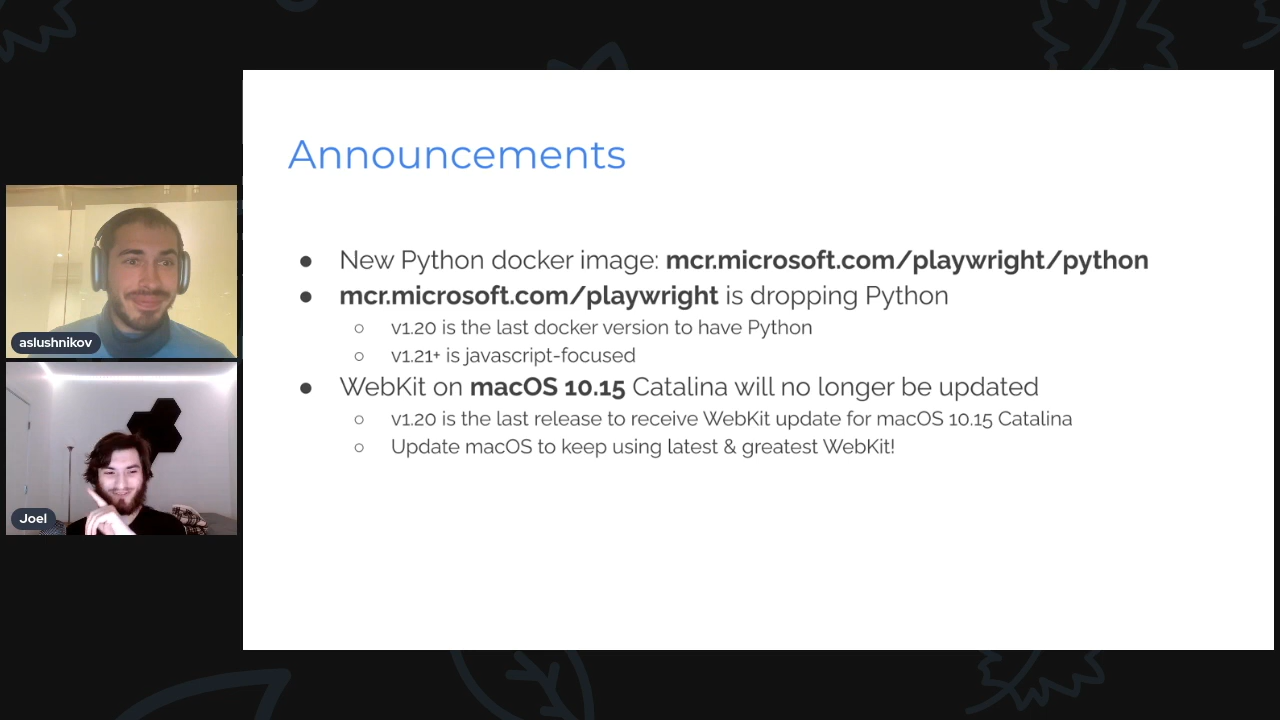 Announcements
● New Python docker image: mcr.microsoft.com/playwright/python
● mcr.microsoft.com/playwright is dropping Python
○ v1.20 is the last docker version to have Python
○ v1.21+ is javascript-focused
● WebKit on macOS 10.15 Catalina will no longer be updated
○ v1.20 is the last release to receive WebKit update for macOS 10.15 Catalina
○ Update macOS to keep using latest & greatest WebKit!
aslushnikov
Joel